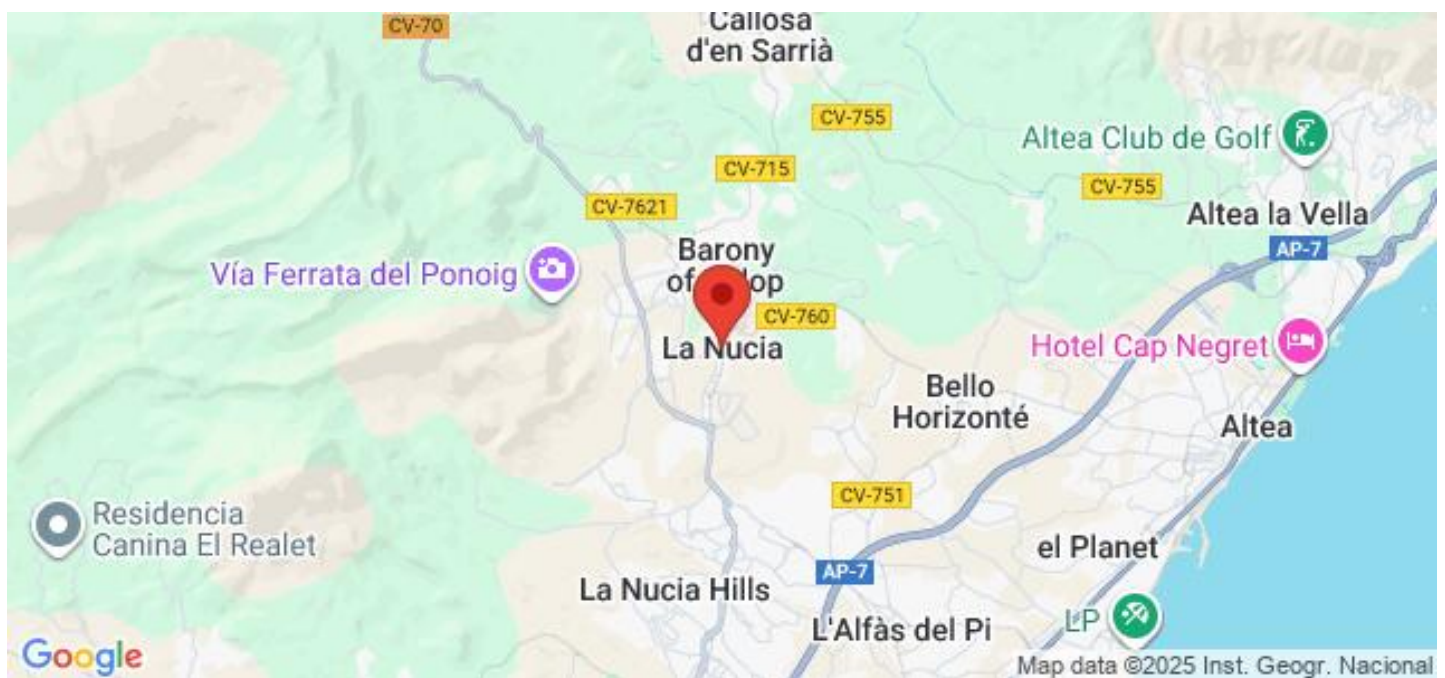 CV-70
Callosa
d'en Sarrià
CV-755
Altea Club de Golf
CV-715
CV-755
CV-7621
Altea la Vella
Barony
AP-7
Vía Ferrata del Ponoig
CV-760
La Nucia
Hotel Cap Negret
Bello
Horizonté
Altea
CV-751
Residencia
Canina El Realet
el Planet
AP-7
La Nucia Hills
L'Alfàs del Pi
LP
Google
Map data ©2025 Inst. Geogr. Nacional